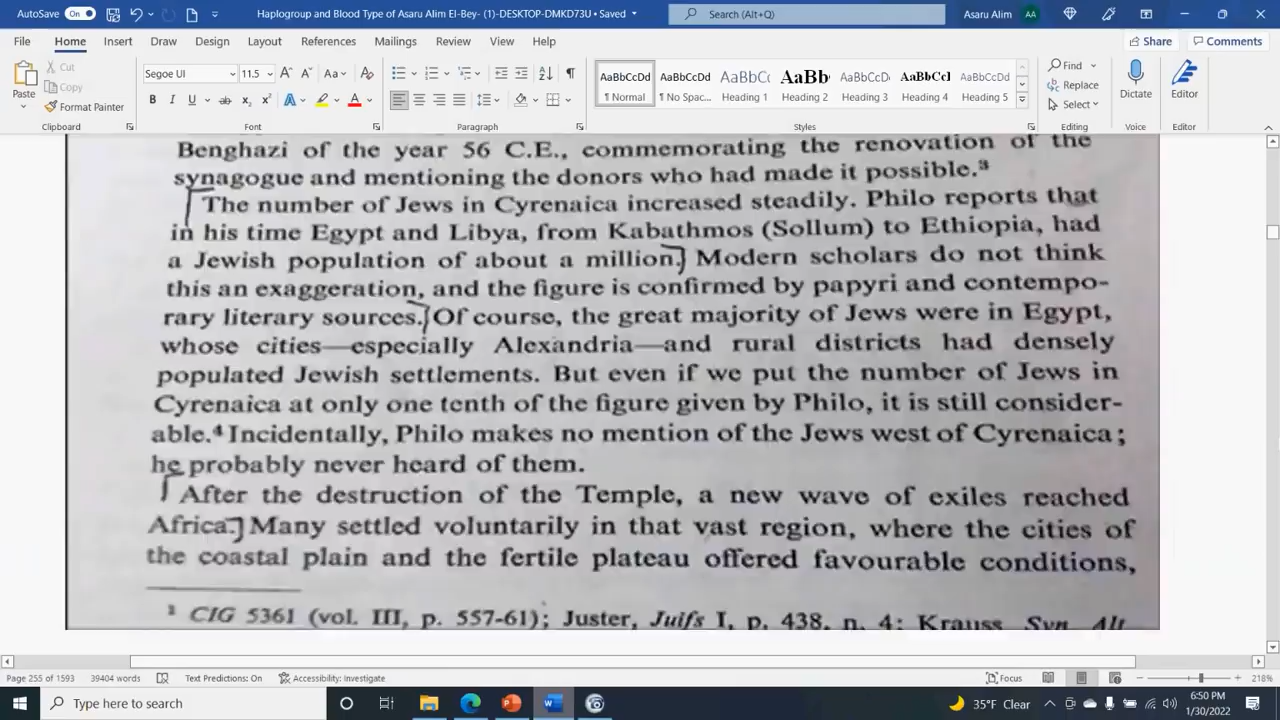 AutoSave On Haplogroup and Blood Type of Asaru Alim El-Bey- (1)-DESKTOP-DMKD73U • Saved Search (Alt+Q) Asaru Alim AA
File Home Insert Draw Design Layout References Mailings Review View Help Share Comments
Cut
Copy
Format Painter
Paste
Segoe UI 11.5
AaBbCcDd AaBbCcDd AaBbCc AaBb AaBbCcDd AaBbCcI AaBbCcDd
¶ Normal ¶ No Spac... Heading 1 Heading 2 Heading 3 Heading 4 Heading 5
Find
Replace
Select
Dictate
Editor
Clipboard Font Paragraph Styles Editing Voice Editor
Benghazi of the year 56 C.E., commemorating the renovation of the
synagogue and mentioning the donors who had made it possible.³
The number of Jews in Cyrenaica increased steadily. Philo reports that
in his time Egypt and Libya, from Kabathmos (Sollum) to Ethiopia, had
a Jewish population of about a million. Modern scholars do not think
this an exaggeration, and the figure is confirmed by papyri and contempo-
rary literary sources. Of course, the great majority of Jews were in Egypt,
whose cities—especially Alexandria—and rural districts had densely
populated Jewish settlements. But even if we put the number of Jews in
Cyrenaica at only one tenth of the figure given by Philo, it is still consider-
able.⁴ Incidentally, Philo makes no mention of the Jews west of Cyrenaica;
he probably never heard of them.
After the destruction of the Temple, a new wave of exiles reached
Africa. Many settled voluntarily in that vast region, where the cities of
the coastal plain and the fertile plateau offered favourable conditions,
³ CIG 5361 (vol. III, p. 557-61); Juster, Juifs I, p. 438, n. 4; Krauss, Syn. Alt
Page 255 of 1593 39404 words Text Predictions: On Accessibility: Investigate Focus 218%
Type here to search 35°F Clear 6:50 PM
1/30/2022